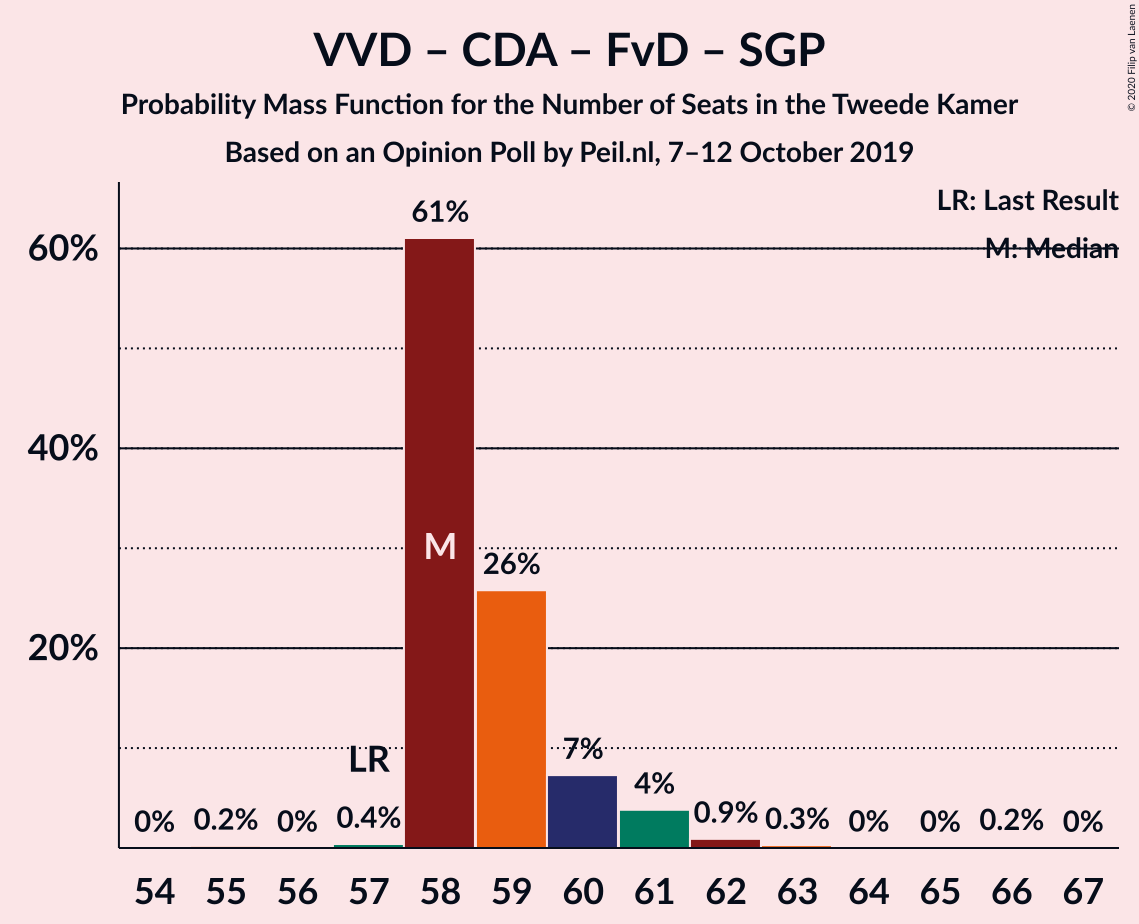 VVD – CDA – FvD – SGP
Probability Mass Function for the Number of Seats in the Tweede Kamer
Based on an Opinion Poll by Peil.nl, 7–12 October 2019
© 2020 Filip van Laenen
LR: Last Result
M: Median
60%
40%
20%
61%
M
26%
LR
7%
4%
0% 0.2% 0% 0.4% 0.9% 0.3% 0% 0% 0.2% 0%
54 55 56 57 58 59 60 61 62 63 64 65 66 67